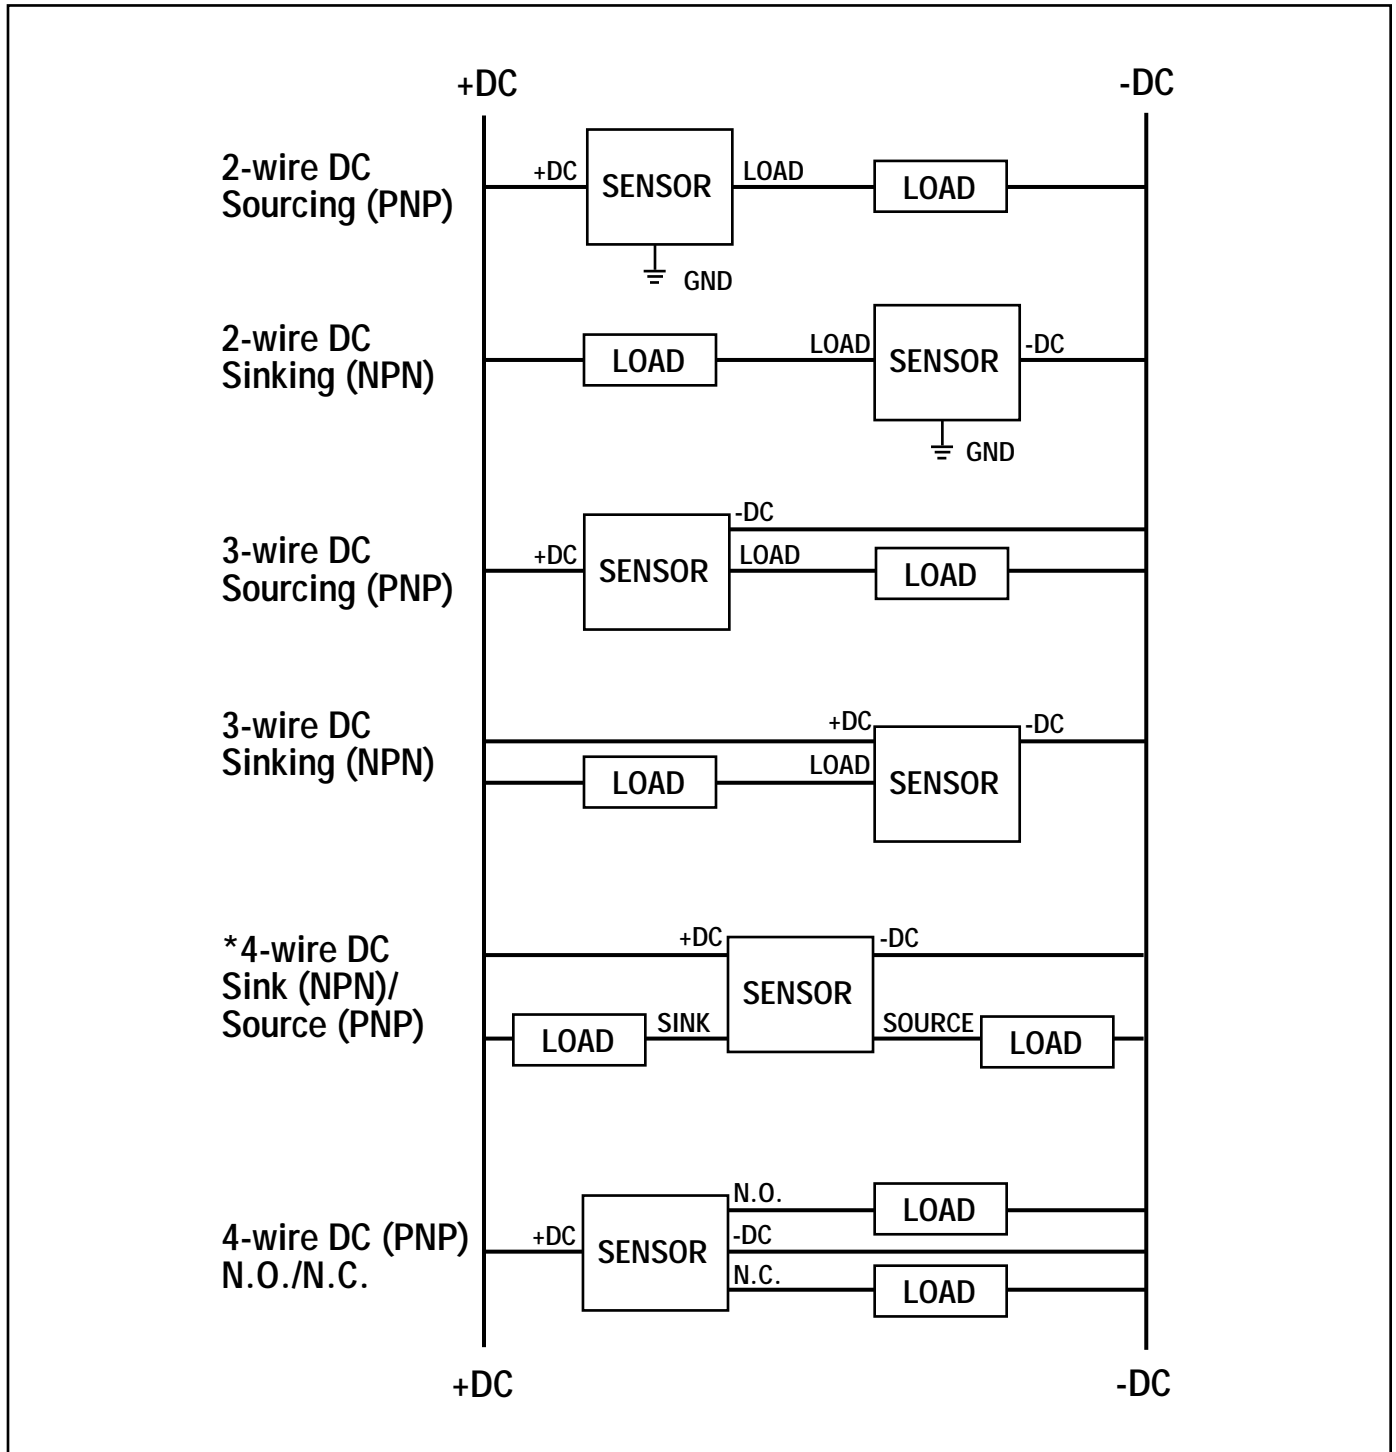 +DC
-DC
2-wire DC
Sourcing (PNP)
+DC
SENSOR
LOAD
LOAD
GND
2-wire DC
Sinking (NPN)
LOAD
LOAD
SENSOR
-DC
GND
3-wire DC
Sourcing (PNP)
+DC
SENSOR
-DC
LOAD
LOAD
3-wire DC
Sinking (NPN)
+DC
LOAD
LOAD
SENSOR
-DC
*4-wire DC
Sink (NPN)/
Source (PNP)
+DC
LOAD
SINK
SENSOR
-DC
SOURCE
LOAD
4-wire DC (PNP)
N.O./N.C.
+DC
SENSOR
N.O.
LOAD
-DC
N.C.
LOAD
+DC
-DC